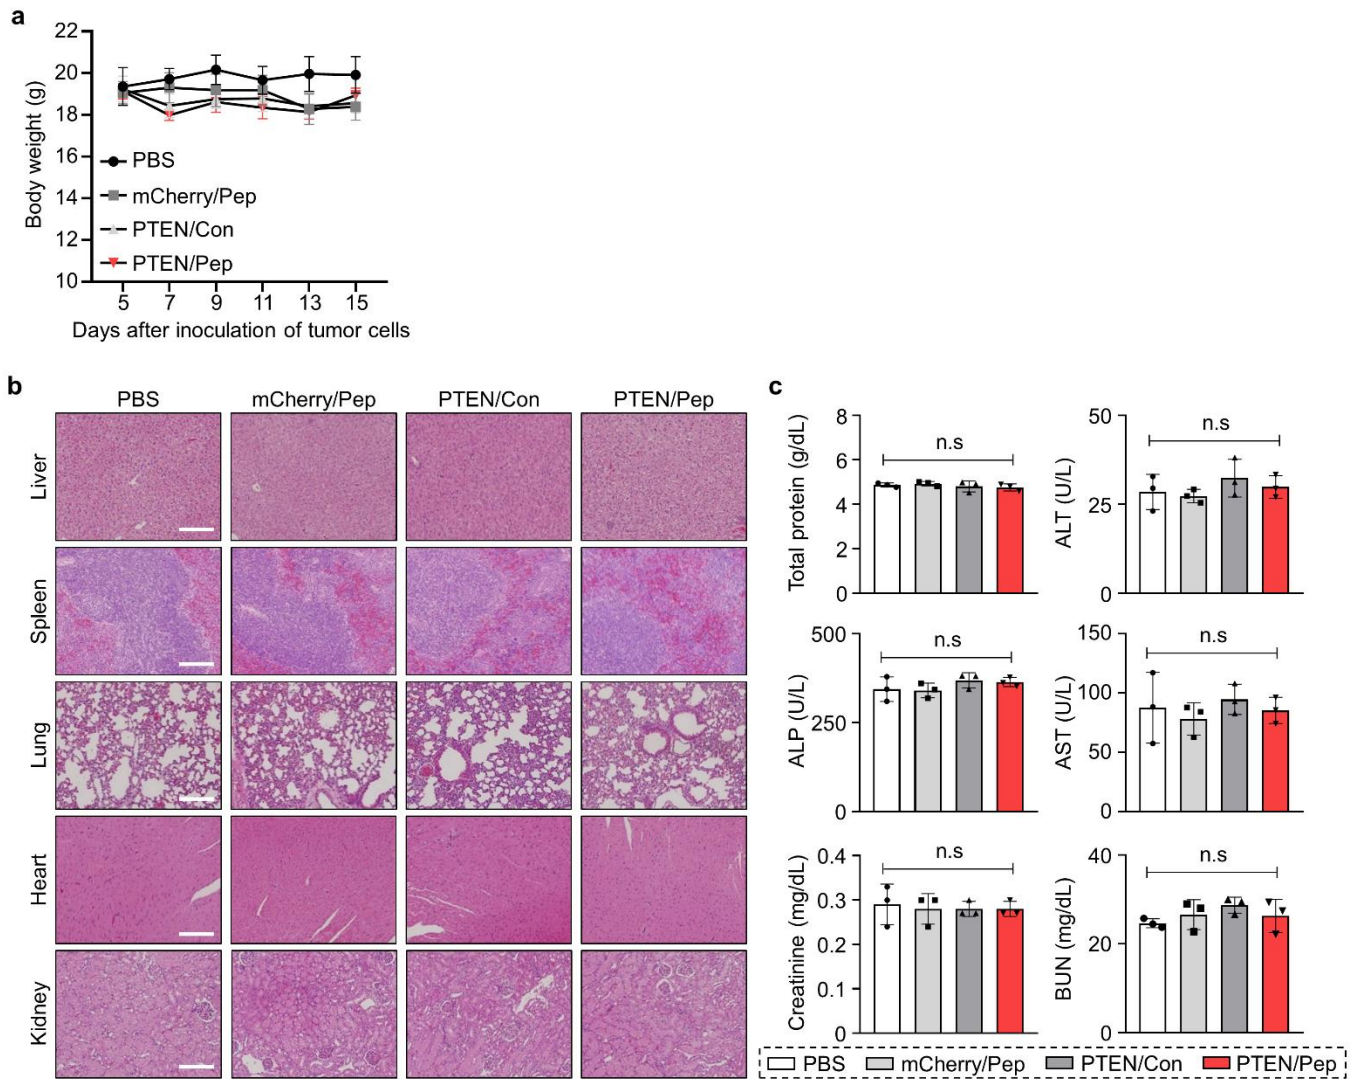 a
22
20
18
16
14
12
10
Body weight (g)
PBS
mCherry/Pep
PTEN/Con
PTEN/Pep
5 7 9 11 13 15
Days after inoculation of tumor cells
b
PBS mCherry/Pep PTEN/Con PTEN/Pep
Liver
Spleen
Lung
Heart
Kidney
c
Total protein (g/dL)
8
6
4
2
0
n.s
ALT (U/L)
50
25
0
n.s
ALP (U/L)
500
250
0
n.s
AST (U/L)
150
100
50
0
n.s
Creatinine (mg/dL)
0.4
0.3
0.2
0.1
0
n.s
BUN (mg/dL)
40
20
0
n.s
PBS mCherry/Pep PTEN/Con PTEN/Pep